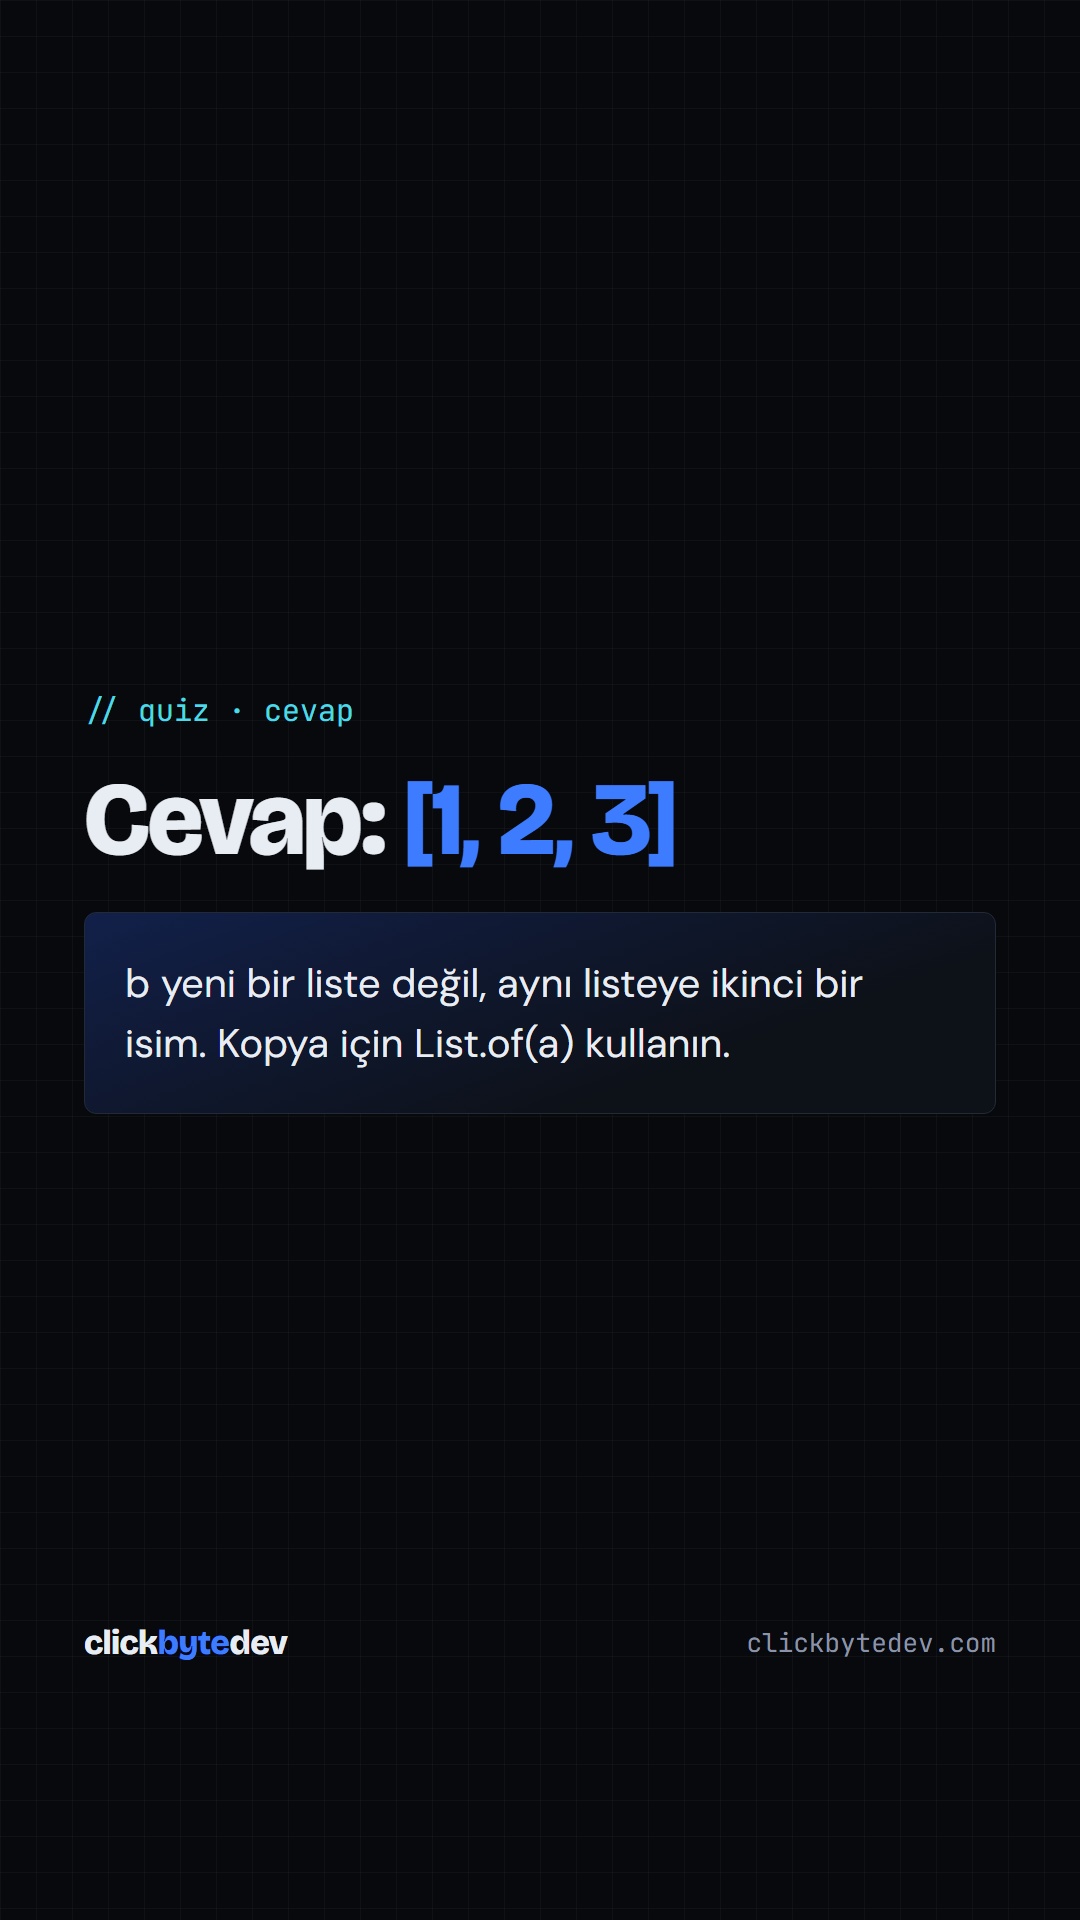 // quiz · cevap
Cevap: [1, 2, 3]
b yeni bir liste değil, aynı listeye ikinci bir
isim. Kopya için List.of(a) kullanın.
clickbytedev
clickbytedev.com